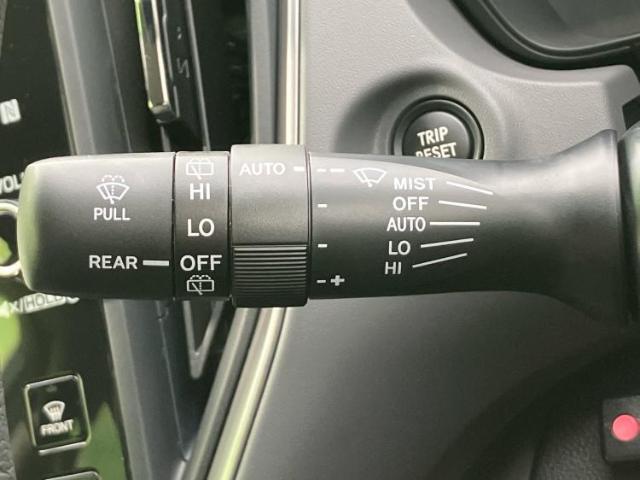 TRIP
RESET
PULL
REAR
HI
LO
OFF
AUTO
- -
-
-
- +
MIST
OFF
AUTO
LO
HI
FRONT